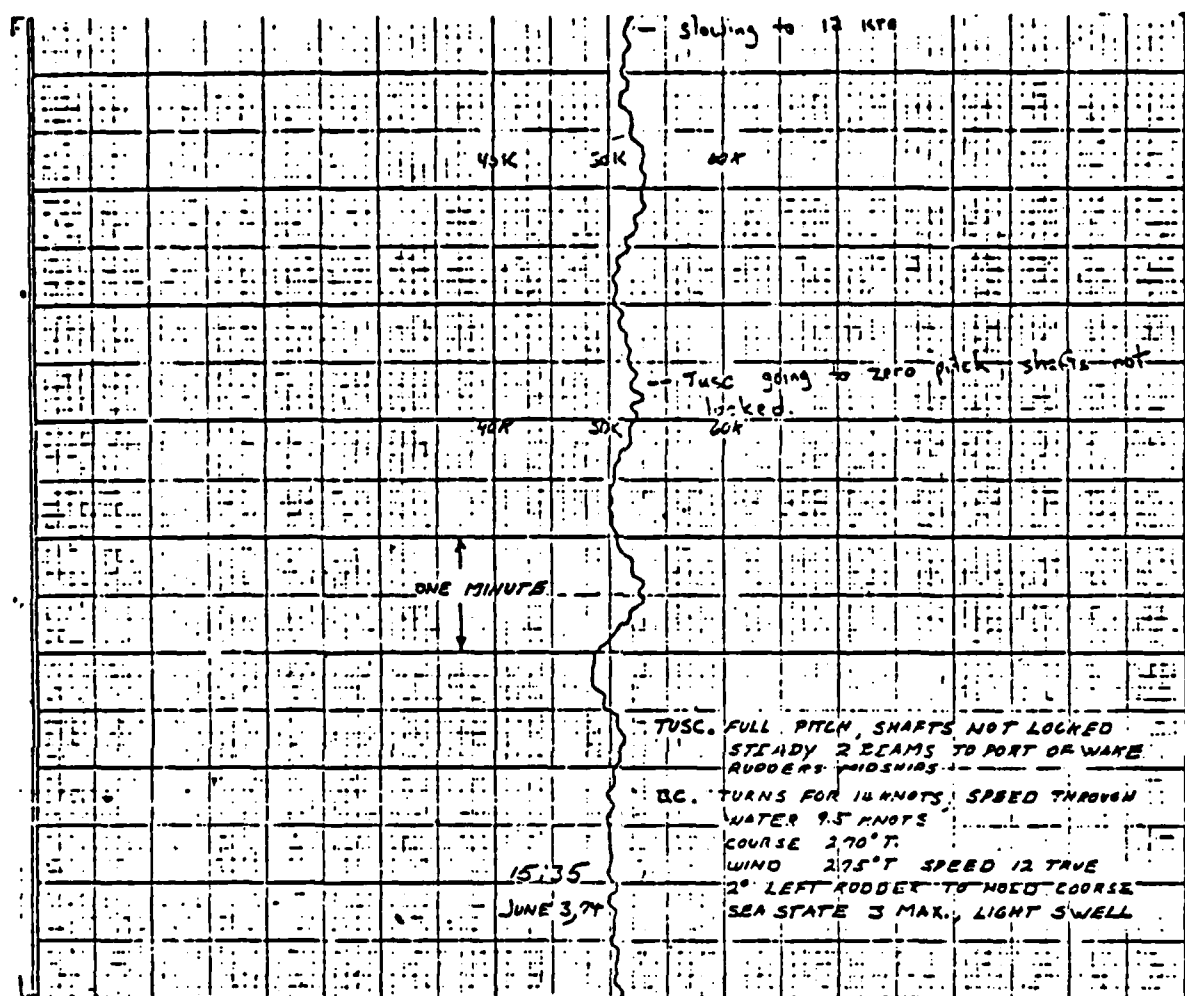 slowing to 12 KTS
40K 50K 60K
Tusc going to zero pitch, shafts not
locked.
40K 50K 60K
ONE MINUTE
TUSC. FULL PITCH, SHAFTS NOT LOCKED
STEADY 2 BEAMS TO PORT OF WAKE
RUDDERS MIDSHIPS
B.C. TURNS FOR 14 KNOTS, SPEED THROUGH
WATER 9.5 KNOTS
COURSE 270°T.
WIND 275°T SPEED 12 TRUE
15:35
2° LEFT RUDDER TO HOLD COURSE
JUNE 3, 74
SEA STATE 3 MAX., LIGHT SWELL